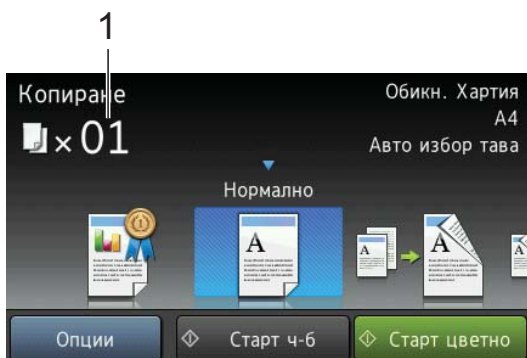 1
Копиране
Обикн. Хартия
A4
×01
Авто избор тава
Нормално
A
A
A
Опции
Старт ч-б
Старт цветно